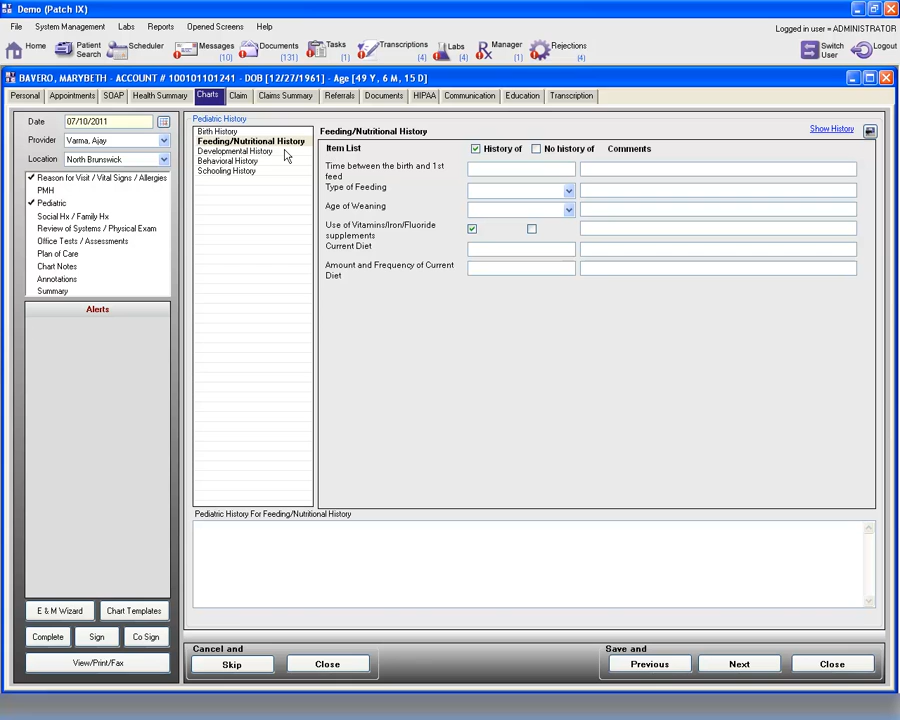 Demo (Patch IX)
File System Management Labs Reports Opened Screens Help
Logged in user = ADMINISTRATOR
Home Patient Search Scheduler Messages (10) Documents (131) Tasks (1) Transcriptions (4) Labs (4) Rx Manager (1) Rejections (4) Switch User Logout
BAVERO, MARYBETH - ACCOUNT # 100101101241 - DOB [12/27/1961] - Age [49 Y, 6 M, 15 D]
Personal Appointments SOAP Health Summary Charts Claim Claims Summary Referrals Documents HIPAA Communication Education Transcription
Date 07/10/2011
Provider Varma, Ajay
Location North Brunswick
Reason for Visit / Vital Signs / Allergies
PMH
Pediatric
Social Hx / Family Hx
Review of Systems / Physical Exam
Office Tests / Assessments
Plan of Care
Chart Notes
Annotations
Summary
Alerts
E & M Wizard Chart Templates
Complete Sign Co Sign
View/Print/Fax
Pediatric History
Birth History
Feeding/Nutritional History
Developmental History
Behavioral History
Schooling History
Feeding/Nutritional History
Show History
Item List History of No history of Comments
Time between the birth and 1st
feed
Type of Feeding
Age of Weaning
Use of Vitamins/Iron/Fluoride
supplements
Current Diet
Amount and Frequency of Current
Diet
Pediatric History For Feeding/Nutritional History
Cancel and
Skip Close
Save and
Previous Next Close